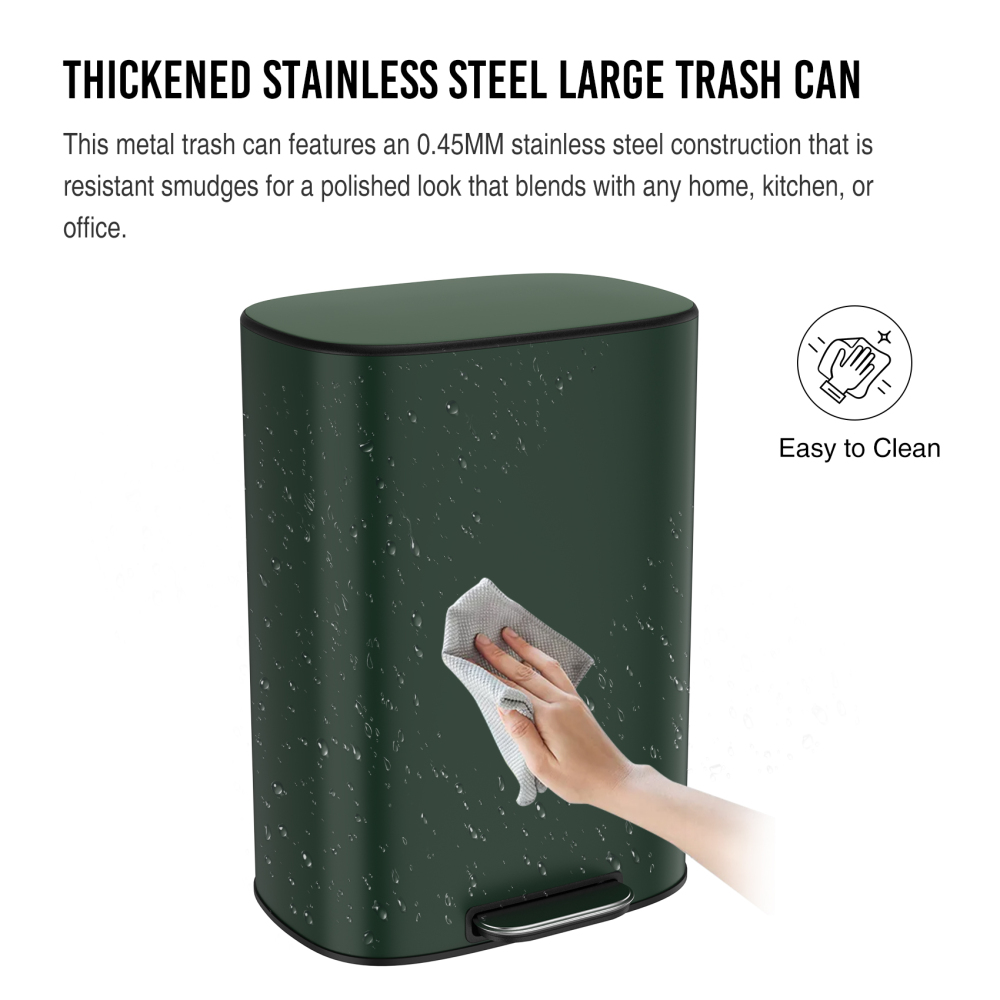 THICKENED STAINLESS STEEL LARGE TRASH CAN
This metal trash can features an 0.45MM stainless steel construction that is
resistant smudges for a polished look that blends with any home, kitchen, or
office.
Easy to Clean